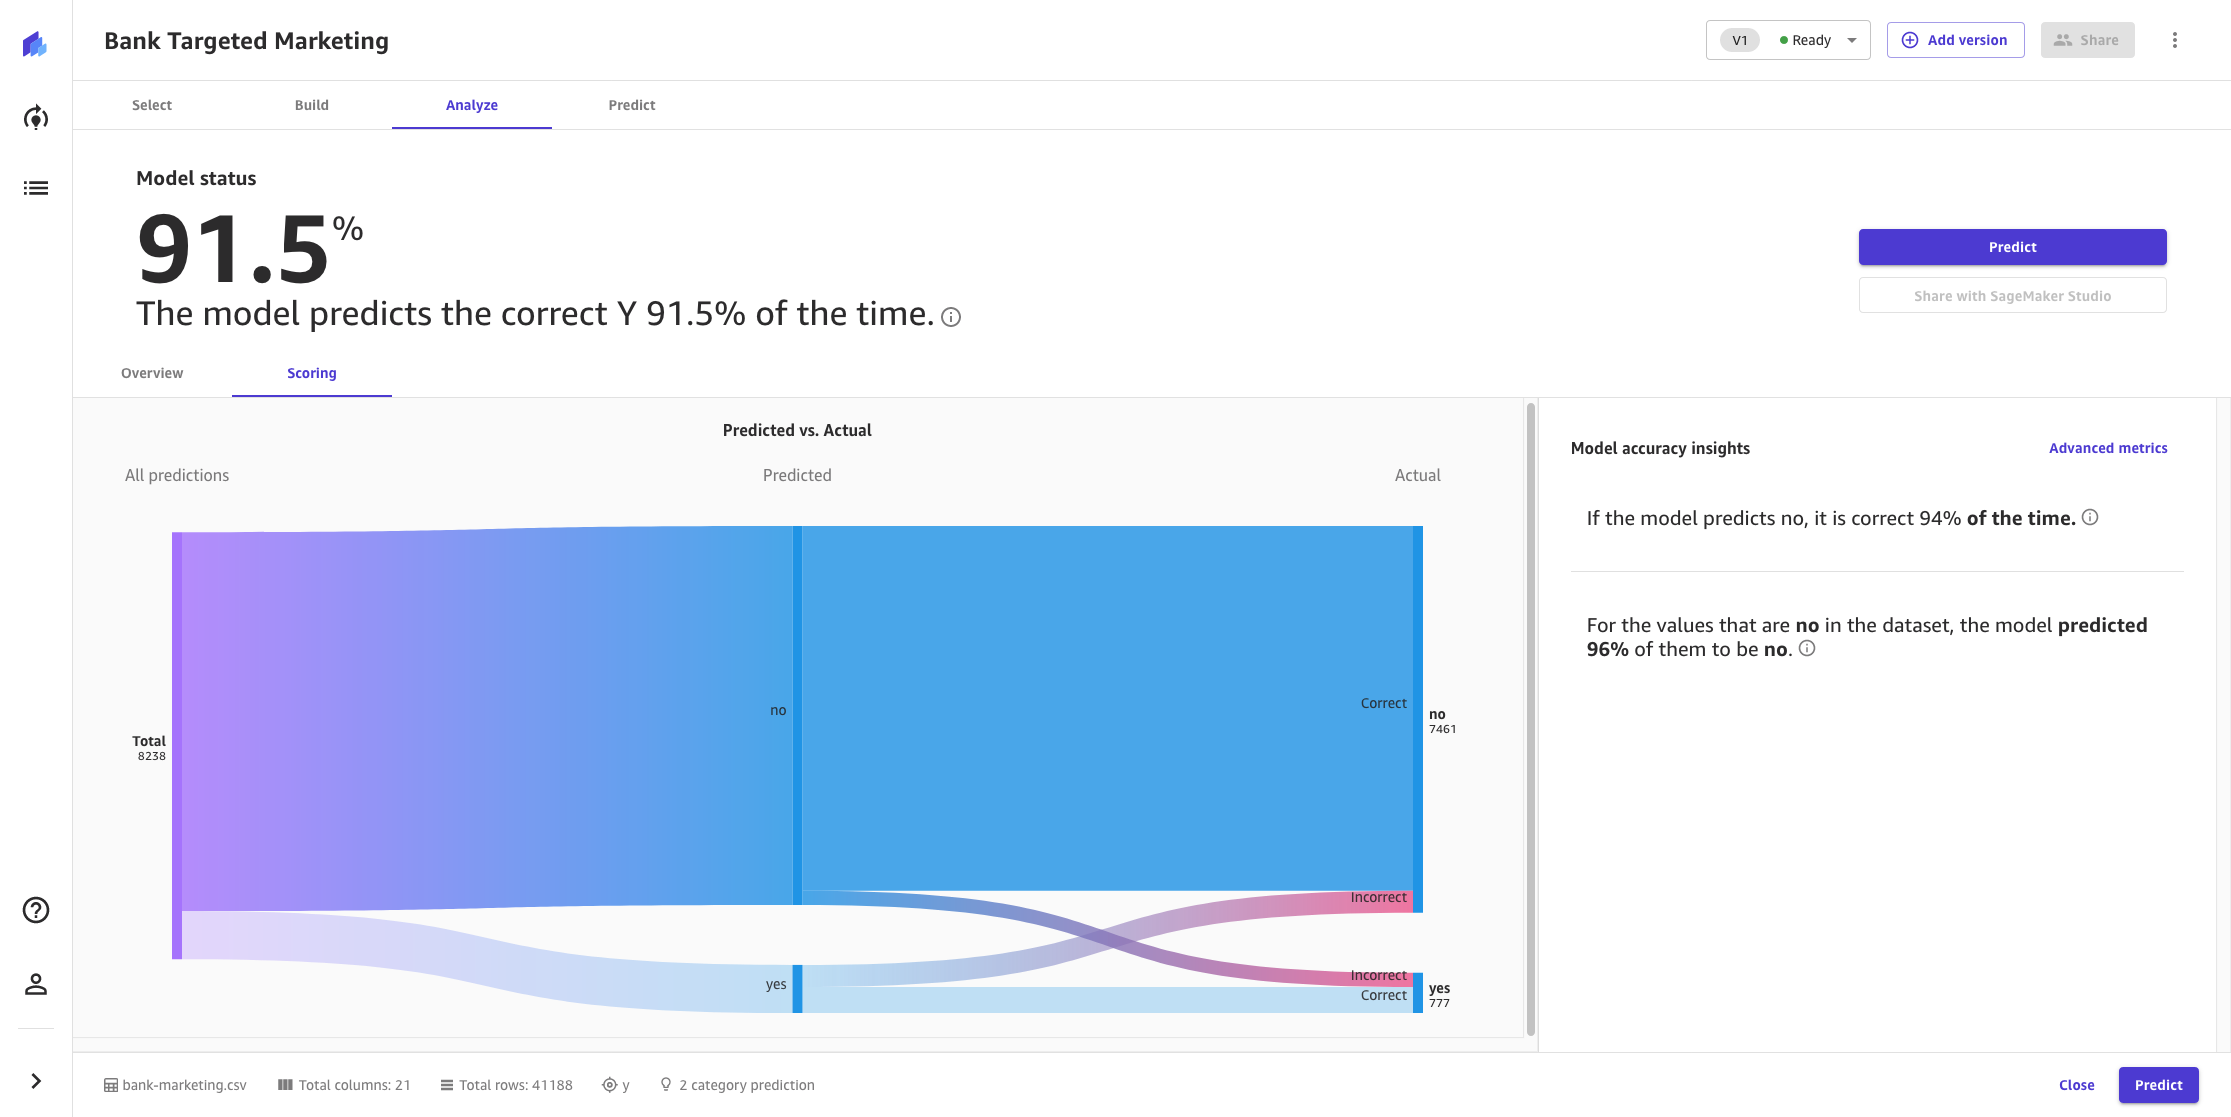 Bank Targeted Marketing
V1
Ready
Add version
Share
Select
Build
Analyze
Predict
Model status
91.5%
The model predicts the correct Y 91.5% of the time.
Predict
Share with SageMaker Studio
Overview
Scoring
Predicted vs. Actual
All predictions
Predicted
Actual
Total
8238
no
yes
Correct
Incorrect
no
7461
Incorrect
Correct
yes
777
Model accuracy insights
Advanced metrics
If the model predicts no, it is correct 94% of the time.
For the values that are no in the dataset, the model predicted
96% of them to be no.
bank-marketing.csv
Total columns: 21
Total rows: 41188
y
2 category prediction
Close
Predict